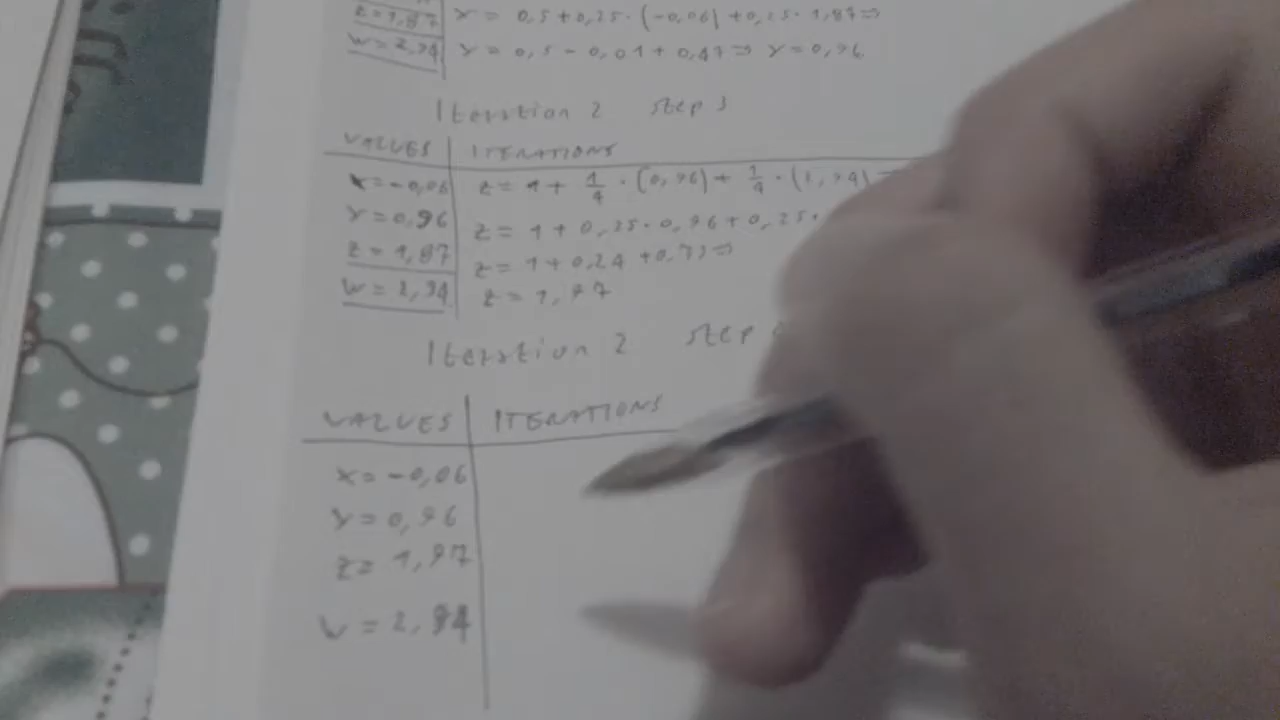 z=1,87 Y = 0,5+0,25·(-0,06)+0,25·1,87⇒
W=2,94 Y = 0,5-0,01+0,47⇒ Y=0,96
Iteration 2 step 3
VALUES ITERATIONS
X=-0,06 z = 1 + 1/4 · (0,96) + 1/4 · (2,94)
Y=0,96 z = 1+0,25·0,96+0,25·
z=1,87 z = 1+0,24+0,73⇒
W=2,94 z = 1,97
Iteration 2 step
VALUES ITERATIONS
X=-0,06
Y=0,96
z=1,97
W=2,94